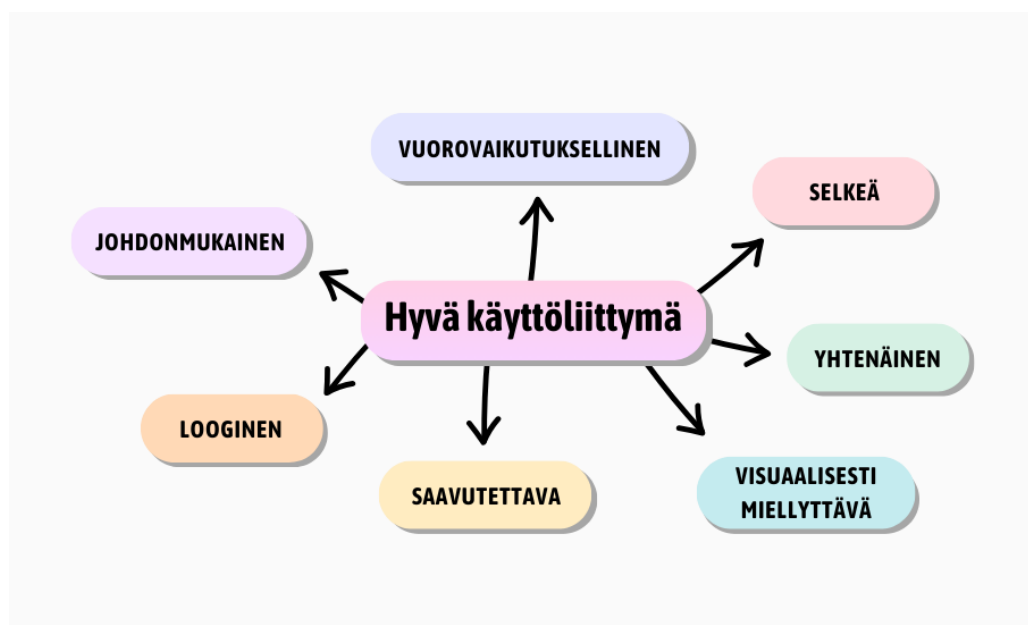 VUOROVAIKUTUKSELLINEN
SELKEÄ
JOHDONMUKAINEN
Hyvä käyttöliittymä
YHTENÄINEN
LOOGINEN
SAAVUTETTAVA
VISUAALISESTI
MIELLYTTÄVÄ